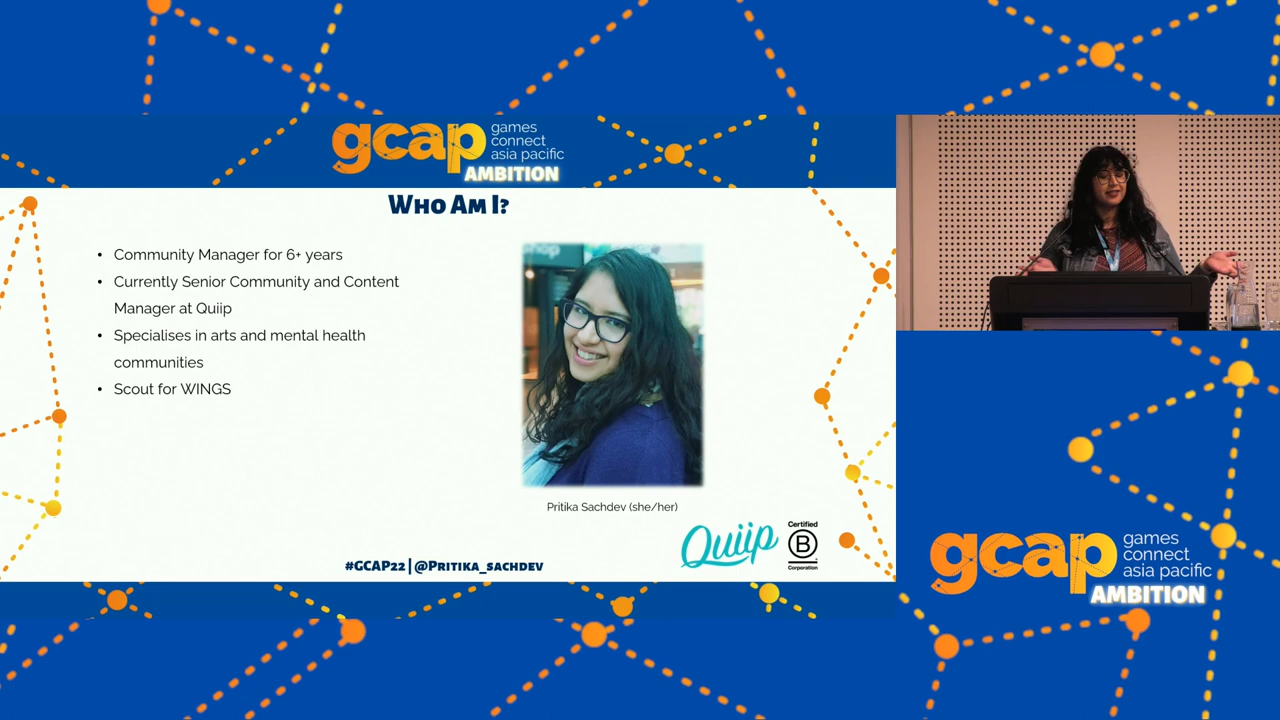 gcap games
connect
asia pacific
AMBITION
Who Am I?
• Community Manager for 6+ years
• Currently Senior Community and Content
Manager at Quiip
• Specialises in arts and mental health
communities
• Scout for WINGS
Pritika Sachdev (she/her)
Quiip
Certified
B
Corporation
#GCAP22 | @Pritika_sachdev
gcap games
connect
asia pacific
AMBITION